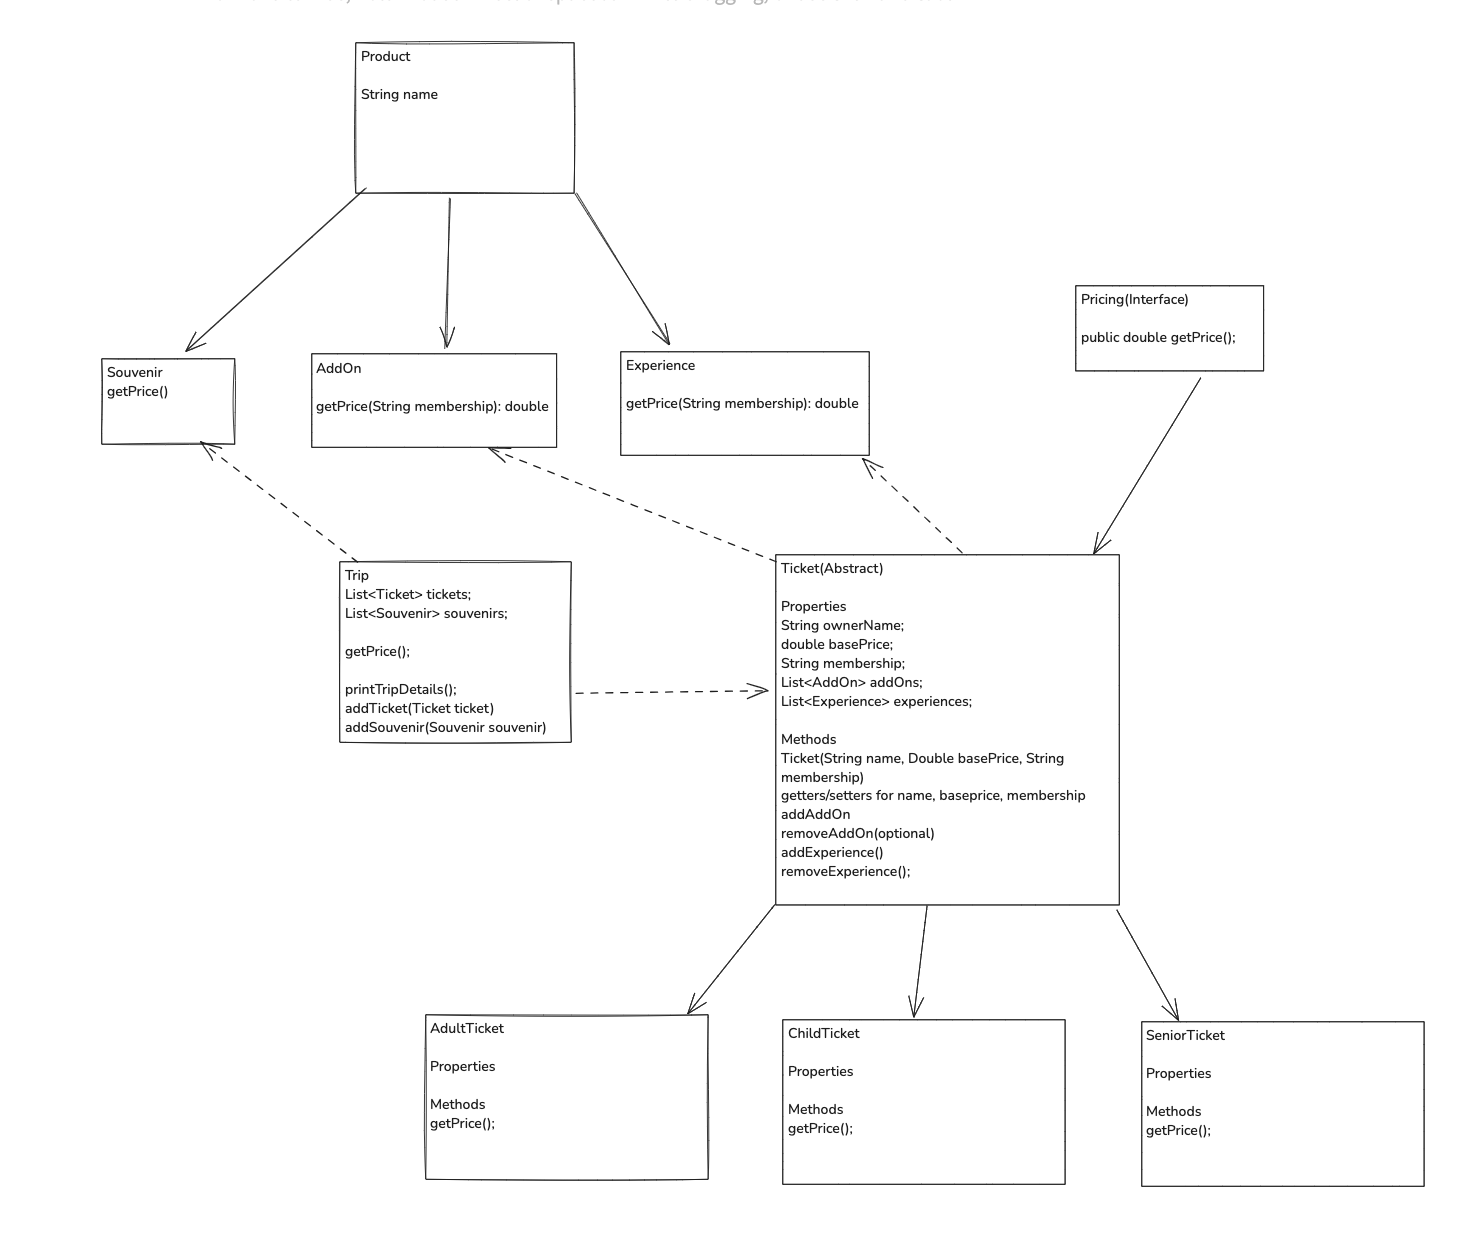 Product
String name
Pricing(Interface)
public double getPrice();
Souvenir
getPrice()
AddOn
getPrice(String membership): double
Experience
getPrice(String membership): double
Trip
List<Ticket> tickets;
List<Souvenir> souvenirs;
getPrice();
printTripDetails();
addTicket(Ticket ticket)
addSouvenir(Souvenir souvenir)
Ticket(Abstract)
Properties
String ownerName;
double basePrice;
String membership;
List<AddOn> addOns;
List<Experience> experiences;
Methods
Ticket(String name, Double basePrice, String
membership)
getters/setters for name, baseprice, membership
addAddOn
removeAddOn(optional)
addExperience()
removeExperience();
AdultTicket
Properties
Methods
getPrice();
ChildTicket
Properties
Methods
getPrice();
SeniorTicket
Properties
Methods
getPrice();